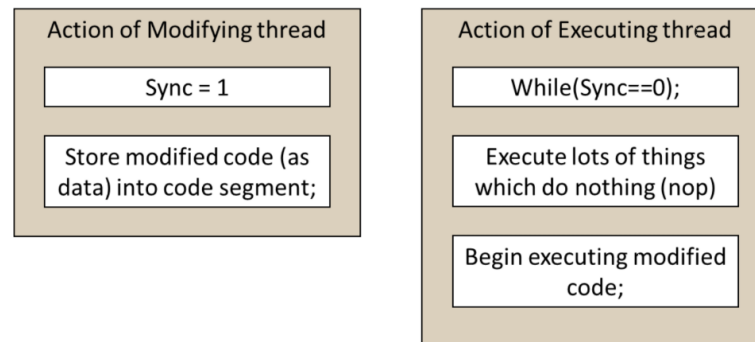 Action of Modifying thread
Sync = 1
Store modified code (as
data) into code segment;
Action of Executing thread
While(Sync==0);
Execute lots of things
which do nothing (nop)
Begin executing modified
code;